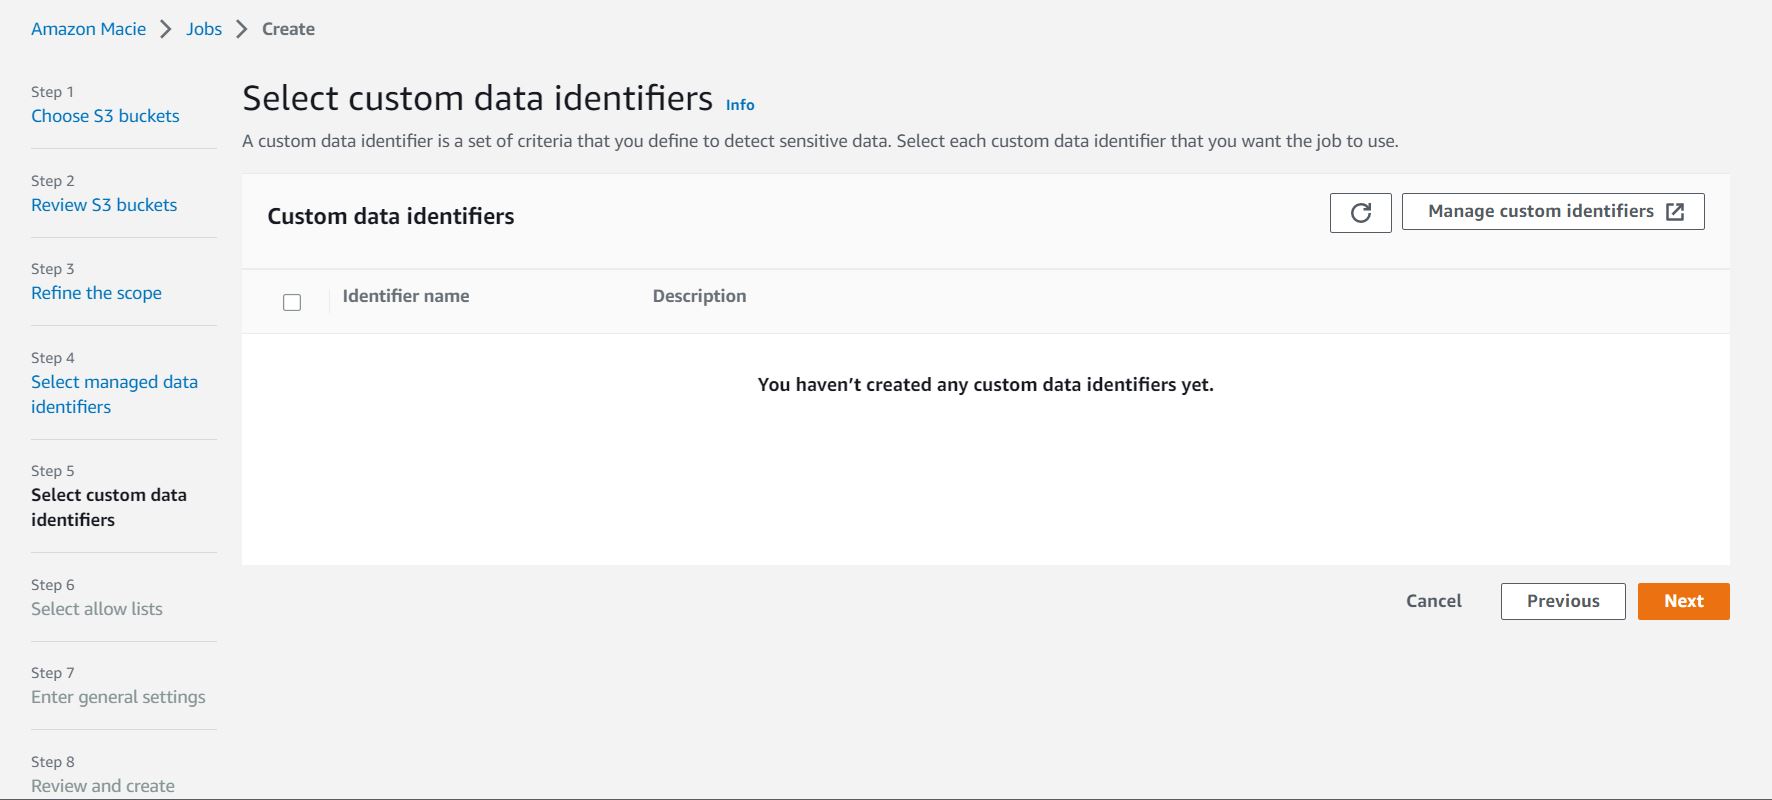 Amazon Macie > Jobs > Create
Step 1
Choose S3 buckets
Step 2
Review S3 buckets
Step 3
Refine the scope
Step 4
Select managed data
identifiers
Step 5
Select custom data
identifiers
Step 6
Select allow lists
Step 7
Enter general settings
Step 8
Review and create
Select custom data identifiers Info
A custom data identifier is a set of criteria that you define to detect sensitive data. Select each custom data identifier that you want the job to use.
Custom data identifiers
Manage custom identifiers
Identifier name Description
You haven’t created any custom data identifiers yet.
Cancel Previous Next